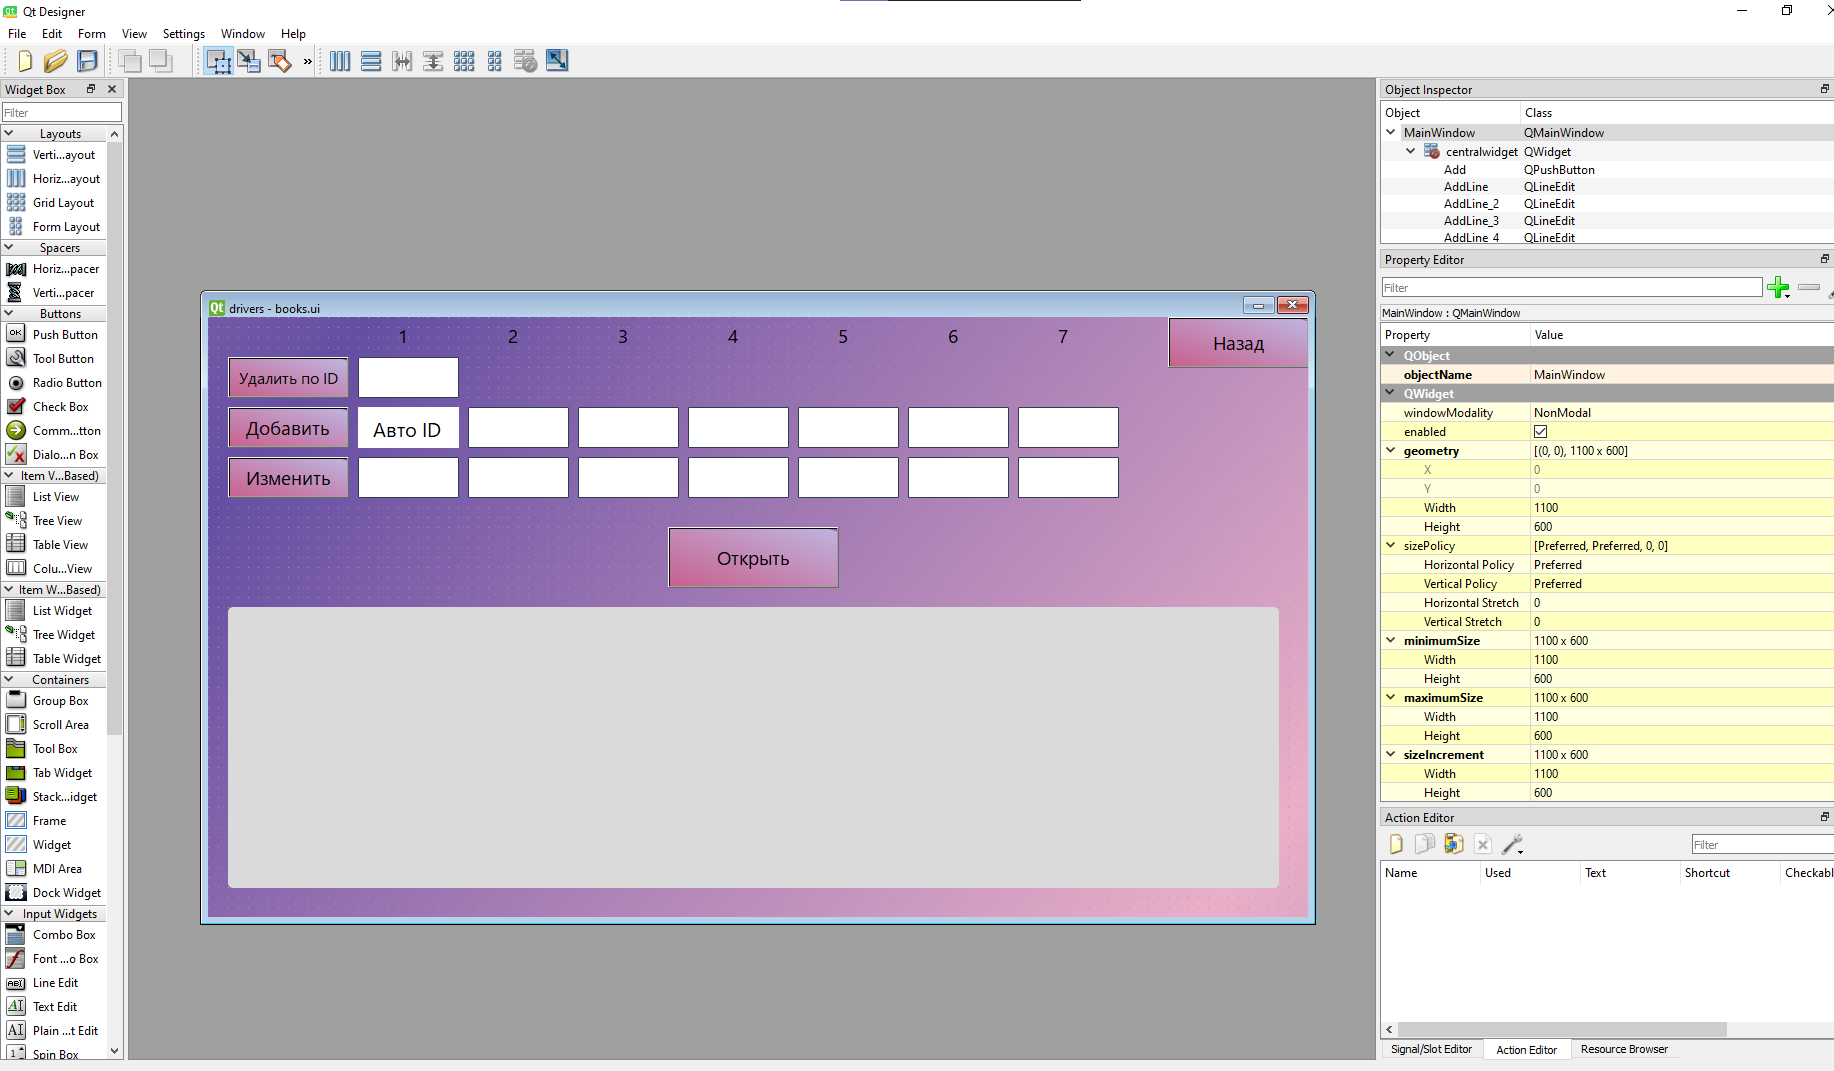 Qt Designer
File Edit Form View Settings Window Help
»
Widget Box
Filter
Layouts
Verti...ayout
Horiz...ayout
Grid Layout
Form Layout
Spacers
Horiz...pacer
Verti...pacer
Buttons
Push Button
Tool Button
Radio Button
Check Box
Comm...tton
Dialo...n Box
Item V...Based)
List View
Tree View
Table View
Colu...View
Item W...Based)
List Widget
Tree Widget
Table Widget
Containers
Group Box
Scroll Area
Tool Box
Tab Widget
Stack...idget
Frame
Widget
MDI Area
Dock Widget
Input Widgets
Combo Box
Font ...o Box
Line Edit
Text Edit
Plain ...t Edit
Spin Box
drivers - books.ui
1 2 3 4 5 6 7
Назад
Удалить по ID
Добавить Авто ID
Изменить
Открыть
Object Inspector
Object Class
MainWindow QMainWindow
centralwidget QWidget
Add QPushButton
AddLine QLineEdit
AddLine_2 QLineEdit
AddLine_3 QLineEdit
AddLine_4 QLineEdit
Property Editor
Filter
MainWindow : QMainWindow
Property Value
QObject
objectName MainWindow
QWidget
windowModality NonModal
enabled
geometry [(0, 0), 1100 x 600]
X 0
Y 0
Width 1100
Height 600
sizePolicy [Preferred, Preferred, 0, 0]
Horizontal Policy Preferred
Vertical Policy Preferred
Horizontal Stretch 0
Vertical Stretch 0
minimumSize 1100 x 600
Width 1100
Height 600
maximumSize 1100 x 600
Width 1100
Height 600
sizeIncrement 1100 x 600
Width 1100
Height 600
Action Editor
Filter
Name Used Text Shortcut Checkabl
Signal/Slot Editor Action Editor Resource Browser